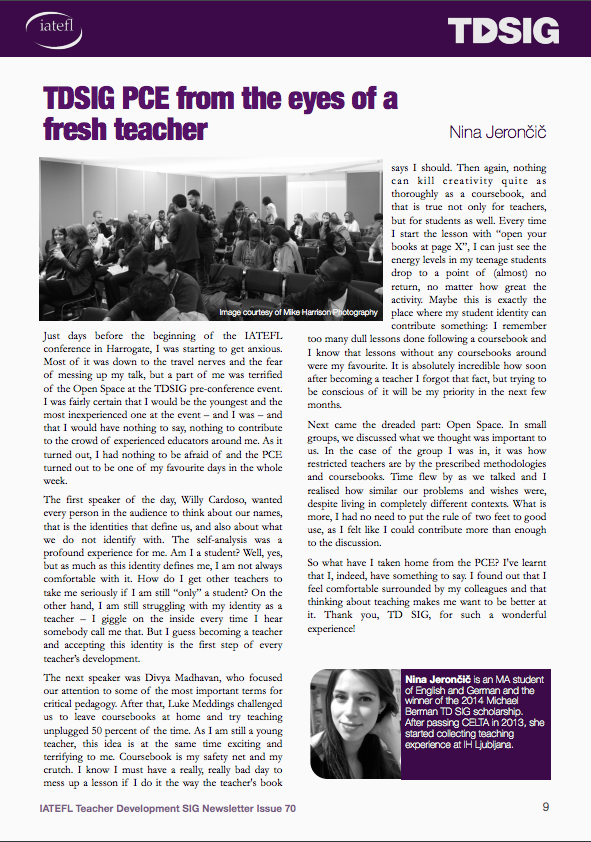 iatefl
TDSIG
TDSIG PCE from the eyes of a
fresh teacher
Nina Jerončič
Image courtesy of Mike Harrison Photography
Just days before the beginning of the IATEFL
conference in Harrogate, I was starting to get anxious.
Most of it was down to the travel nerves and the fear
of messing up my talk, but a part of me was terrified
of the Open Space at the TDSIG pre-conference event.
I was fairly certain that I would be the youngest and the
most inexperienced one at the event – and I was – and
that I would have nothing to say, nothing to contribute
to the crowd of experienced educators around me. As it
turned out, I had nothing to be afraid of and the PCE
turned out to be one of my favourite days in the whole
week.
The first speaker of the day, Willy Cardoso, wanted
every person in the audience to think about our names,
that is the identities that define us, and also about what
we do not identify with. The self-analysis was a
profound experience for me. Am I a student? Well, yes,
but as much as this identity defines me, I am not always
comfortable with it. How do I get other teachers to
take me seriously if I am still “only” a student? On the
other hand, I am still struggling with my identity as a
teacher – I giggle on the inside every time I hear
somebody call me that. But I guess becoming a teacher
and accepting this identity is the first step of every
teacher’s development.
The next speaker was Divya Madhavan, who focused
our attention to some of the most important terms for
critical pedagogy. After that, Luke Meddings challenged
us to leave coursebooks at home and try teaching
unplugged 50 percent of the time. As I am still a young
teacher, this idea is at the same time exciting and
terrifying to me. Coursebook is my safety net and my
crutch. I know I must have a really, really bad day to
mess up a lesson if I do it the way the teacher’s book
says I should. Then again, nothing
can kill creativity quite as
thoroughly as a coursebook, and
that is true not only for teachers,
but for students as well. Every time
I start the lesson with “open your
books at page X”, I can just see the
energy levels in my teenage students
drop to a point of (almost) no
return, no matter how great the
activity. Maybe this is exactly the
place where my student identity can
contribute something: I remember
too many dull lessons done following a coursebook and
I know that lessons without any coursebooks around
were my favourite. It is absolutely incredible how soon
after becoming a teacher I forgot that fact, but trying to
be conscious of it will be my priority in the next few
months.
Next came the dreaded part: Open Space. In small
groups, we discussed what we thought was important to
us. In the case of the group I was in, it was how
restricted teachers are by the prescribed methodologies
and coursebooks. Time flew by as we talked and I
realised how similar our problems and wishes were,
despite living in completely different contexts. What is
more, I had no need to put the rule of two feet to good
use, as I felt like I could contribute more than enough
to the discussion.
So what have I taken home from the PCE? I’ve learnt
that I, indeed, have something to say. I found out that I
feel comfortable surrounded by my colleagues and that
thinking about teaching makes me want to be better at
it. Thank you, TD SIG, for such a wonderful
experience!
Nina Jerončič is an MA student
of English and German and the
winner of the 2014 Michael
Berman TD SIG scholarship.
After passing CELTA in 2013, she
started collecting teaching
experience at IH Ljubljana.
IATEFL Teacher Development SIG Newsletter Issue 70
9